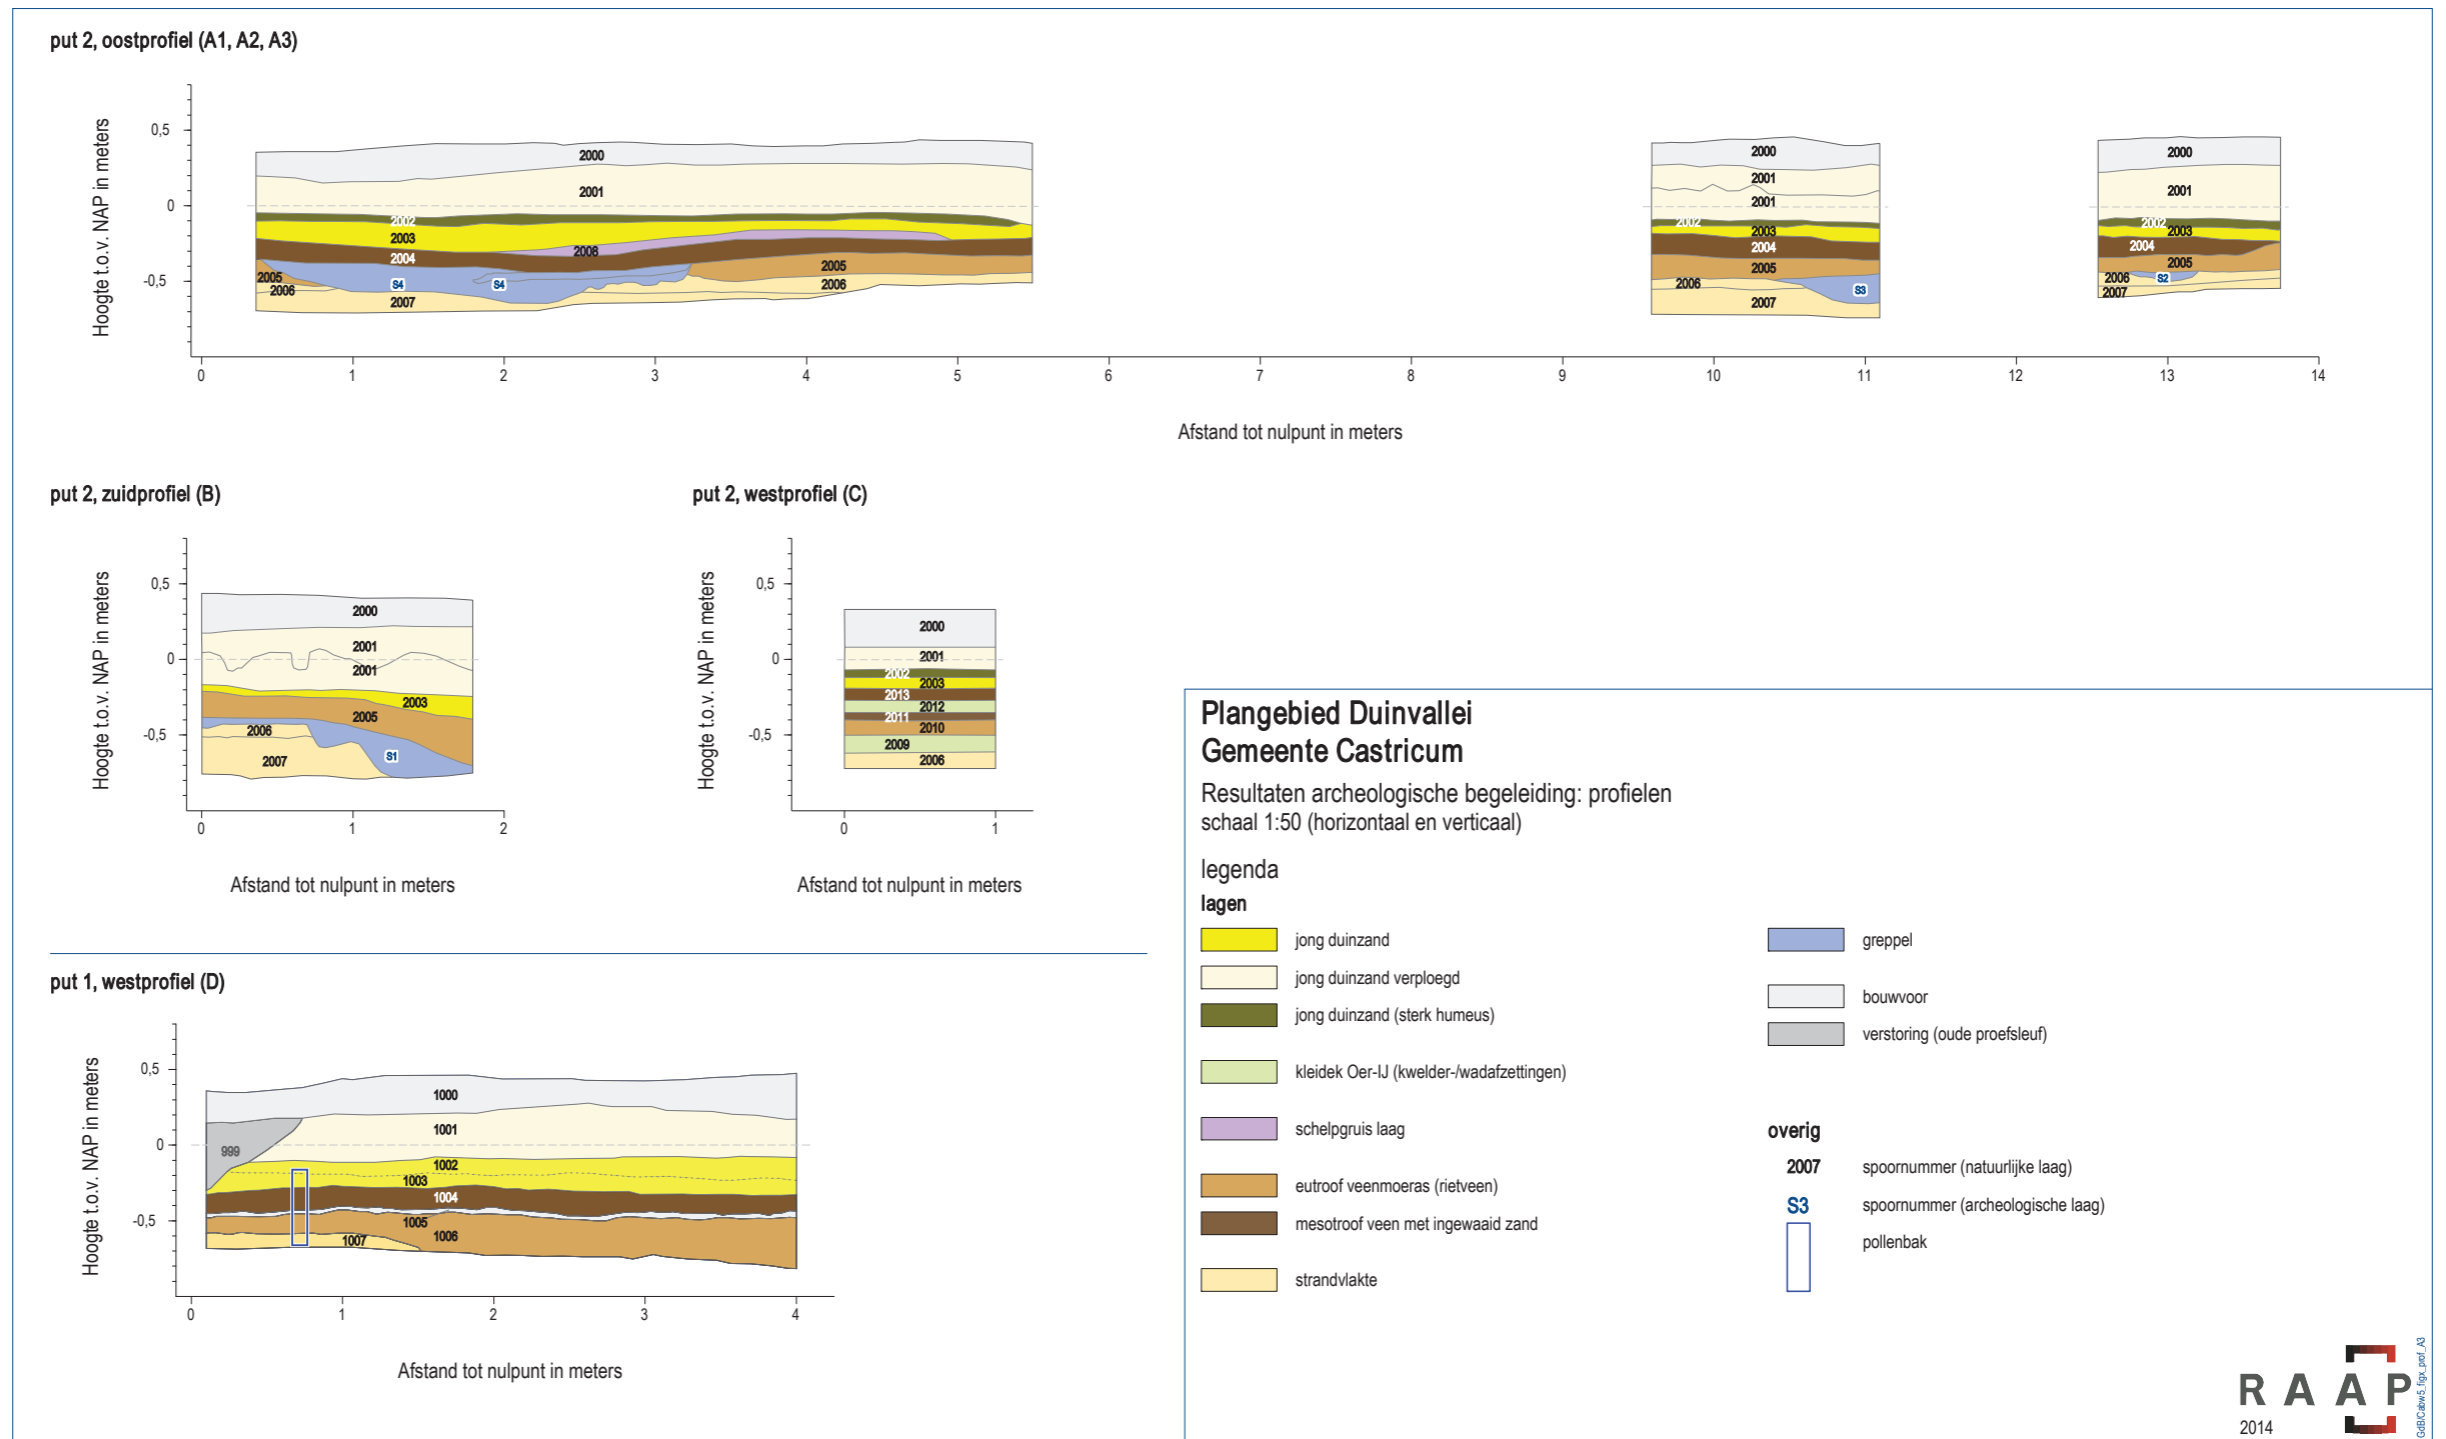 put 2, oostprofiel (A1, A2, A3)
Hoogte t.o.v. NAP in meters
0,5
0
-0,5
2000
2001
2002
2003
2008
2004
2005
2006
S4
S4
2007
2005
2006
2000
2001
2001
2002
2003
2004
2005
2006
S3
2007
2000
2001
2002
2003
2004
2005
2006
S2
2007
0 1 2 3 4 5 6 7 8 9 10 11 12 13 14
Afstand tot nulpunt in meters
put 2, zuidprofiel (B)
Hoogte t.o.v. NAP in meters
0,5
0
-0,5
2000
2001
2001
2003
2005
2006
S1
2007
0 1 2
Afstand tot nulpunt in meters
put 2, westprofiel (C)
Hoogte t.o.v. NAP in meters
0,5
0
-0,5
2000
2001
2002
2003
2013
2012
2011
2010
2009
2006
0 1
Afstand tot nulpunt in meters
put 1, westprofiel (D)
Hoogte t.o.v. NAP in meters
0,5
0
-0,5
1000
1001
999
1002
1003
1004
1005
1006
1007
0 1 2 3 4
Afstand tot nulpunt in meters
Plangebied Duinvallei
Gemeente Castricum
Resultaten archeologische begeleiding: profielen
schaal 1:50 (horizontaal en verticaal)
legenda
lagen
jong duinzand
jong duinzand verploegd
jong duinzand (sterk humeus)
kleidek Oer-IJ (kwelder-/wadafzettingen)
schelpgruis laag
eutroof veenmoeras (rietveen)
mesotroof veen met ingewaaid zand
strandvlakte
greppel
bouwvoor
verstoring (oude proefsleuf)
overig
2007 spoornummer (natuurlijke laag)
S3 spoornummer (archeologische laag)
pollenbak
RAAP
2014